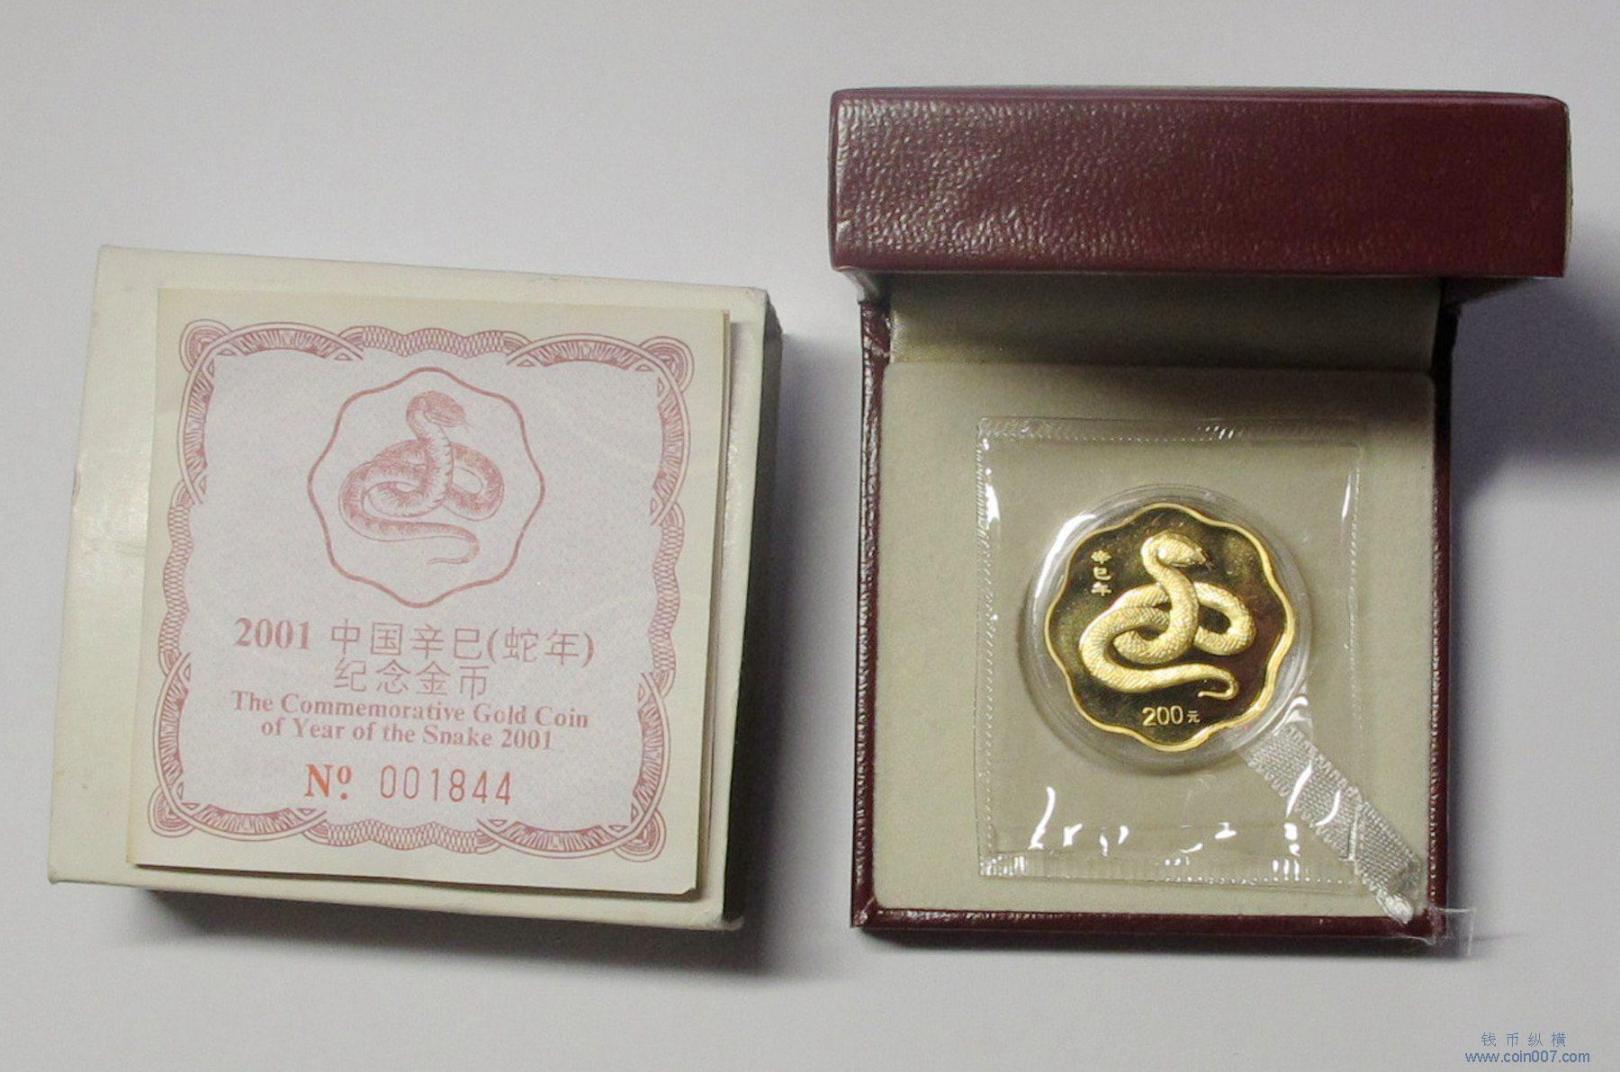 2001 中国辛巳(蛇年)
纪念金币
The Commemorative Gold Coin
of Year of the Snake 2001
Nº 001844
辛巳年
200元
钱币纵横
www.coin007.com